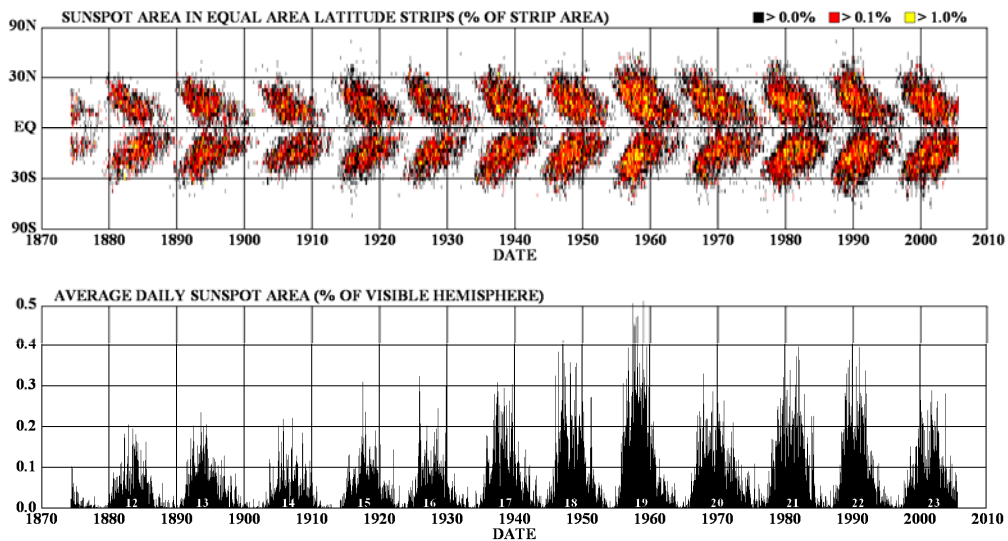 SUNSPOT AREA IN EQUAL AREA LATITUDE STRIPS (% OF STRIP AREA) > 0.0% > 0.1% > 1.0%
90N
30N
EQ
30S
90S
1870 1880 1890 1900 1910 1920 1930 1940 1950 1960 1970 1980 1990 2000 2010
DATE
AVERAGE DAILY SUNSPOT AREA (% OF VISIBLE HEMISPHERE)
0.5
0.4
0.3
0.2
0.1
0.0
12 13 14 15 16 17 18 19 20 21 22 23
1870 1880 1890 1900 1910 1920 1930 1940 1950 1960 1970 1980 1990 2000 2010
DATE